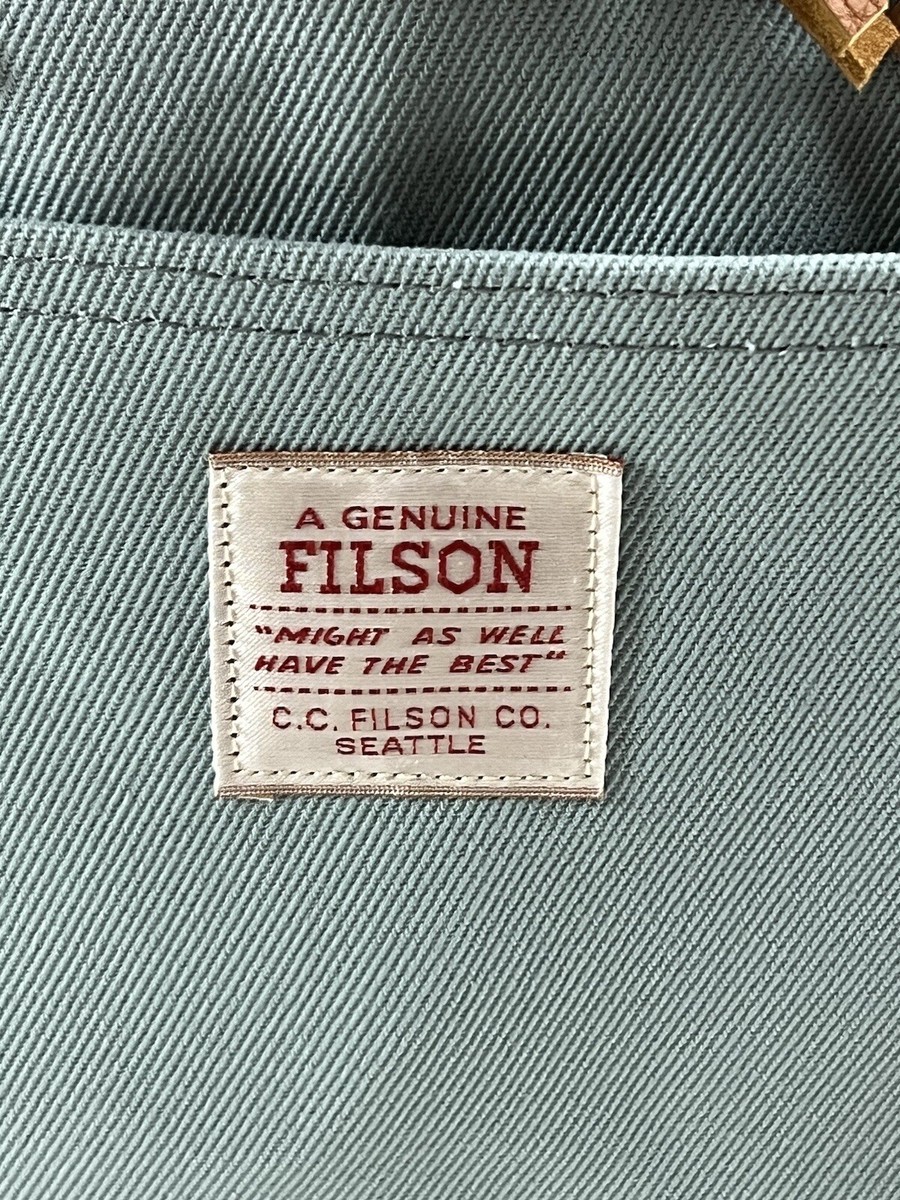 A GENUINE
FILSON
"MIGHT AS WELL
HAVE THE BEST"
C.C. FILSON CO.
SEATTLE